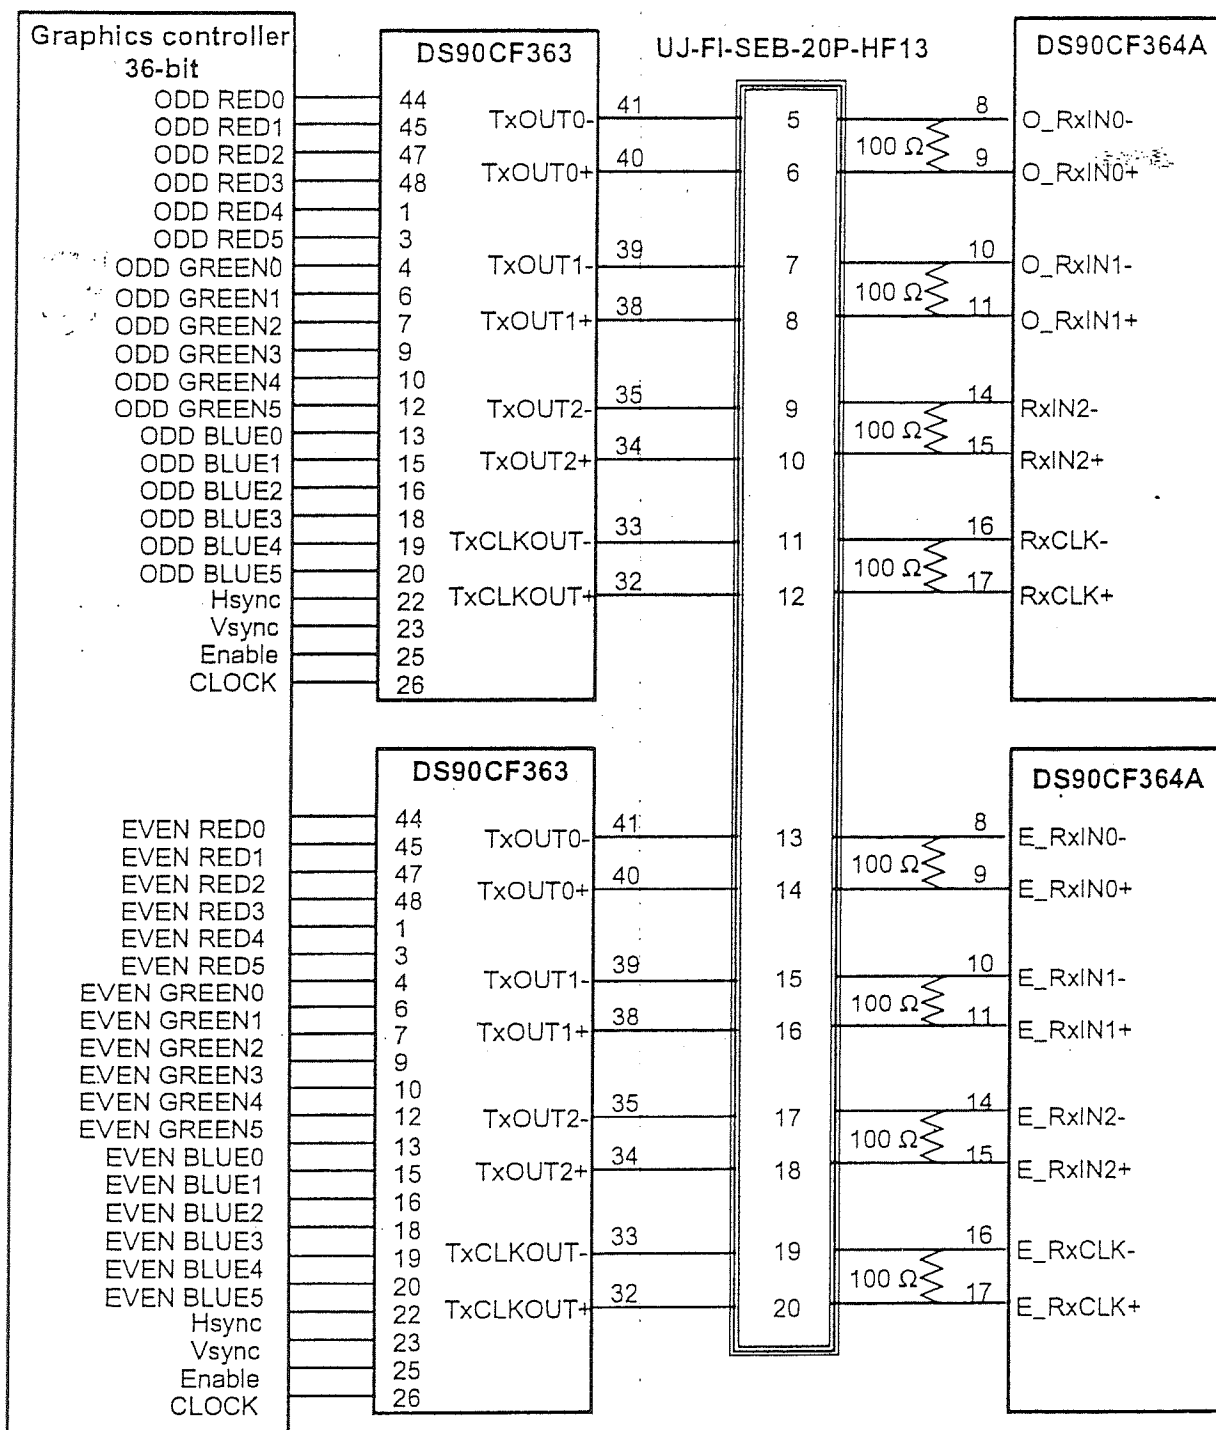 Graphics controller
36-bit
DS90CF363
UJ-FI-SEB-20P-HF13
DS90CF364A
ODD RED0 44
ODD RED1 45
ODD RED2 47
ODD RED3 48
ODD RED4 1
ODD RED5 3
ODD GREEN0 4
ODD GREEN1 6
ODD GREEN2 7
ODD GREEN3 9
ODD GREEN4 10
ODD GREEN5 12
ODD BLUE0 13
ODD BLUE1 15
ODD BLUE2 16
ODD BLUE3 18
ODD BLUE4 19
ODD BLUE5 20
Hsync 22
Vsync 23
Enable 25
CLOCK 26
TxOUT0- 41 5 8 O_RxIN0-
100 Ω
TxOUT0+ 40 6 9 O_RxIN0+
TxOUT1- 39 7 10 O_RxIN1-
100 Ω
TxOUT1+ 38 8 11 O_RxIN1+
TxOUT2- 35 9 14 RxIN2-
100 Ω
TxOUT2+ 34 10 15 RxIN2+
TxCLKOUT- 33 11 16 RxCLK-
100 Ω
TxCLKOUT+ 32 12 17 RxCLK+
DS90CF363
DS90CF364A
EVEN RED0 44
EVEN RED1 45
EVEN RED2 47
EVEN RED3 48
EVEN RED4 1
EVEN RED5 3
EVEN GREEN0 4
EVEN GREEN1 6
EVEN GREEN2 7
EVEN GREEN3 9
EVEN GREEN4 10
EVEN GREEN5 12
EVEN BLUE0 13
EVEN BLUE1 15
EVEN BLUE2 16
EVEN BLUE3 18
EVEN BLUE4 19
EVEN BLUE5 20
Hsync 22
Vsync 23
Enable 25
CLOCK 26
TxOUT0- 41 13 8 E_RxIN0-
100 Ω
TxOUT0+ 40 14 9 E_RxIN0+
TxOUT1- 39 15 10 E_RxIN1-
100 Ω
TxOUT1+ 38 16 11 E_RxIN1+
TxOUT2- 35 17 14 E_RxIN2-
100 Ω
TxOUT2+ 34 18 15 E_RxIN2+
TxCLKOUT- 33 19 16 E_RxCLK-
100 Ω
TxCLKOUT+ 32 20 17 E_RxCLK+